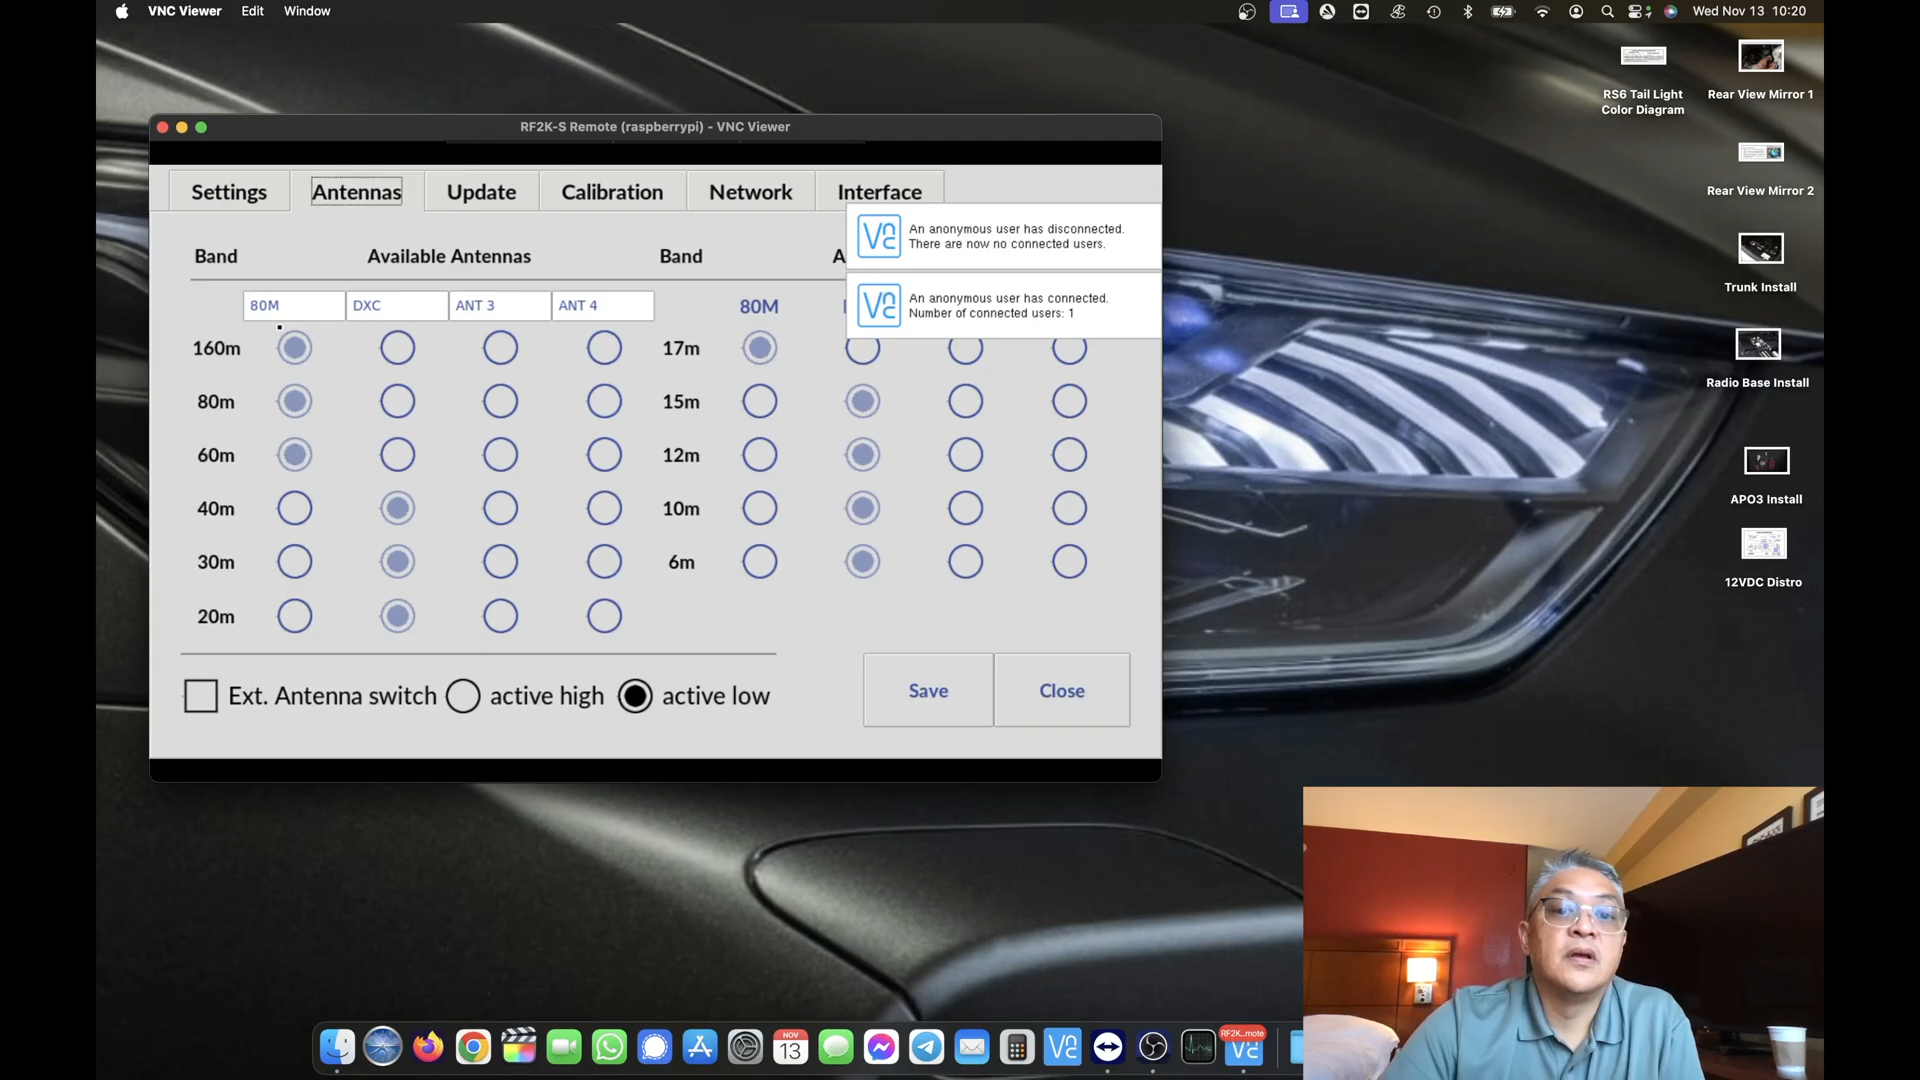 VNC Viewer Edit Window Wed Nov 13 10:20
RS6 Tail Light
Color Diagram
Rear View Mirror 1
Rear View Mirror 2
Trunk Install
Radio Base Install
APO3 Install
12VDC Distro
RF2K-S Remote (raspberrypi) - VNC Viewer
Settings Antennas Update Calibration Network Interface
An anonymous user has disconnected.
There are now no connected users.
An anonymous user has connected.
Number of connected users: 1
Band Available Antennas Band A
80M DXC ANT 3 ANT 4 80M
160m 17m
80m 15m
60m 12m
40m 10m
30m 6m
20m
Ext. Antenna switch active high active low
Save Close
NOV
13
RF2K...mote